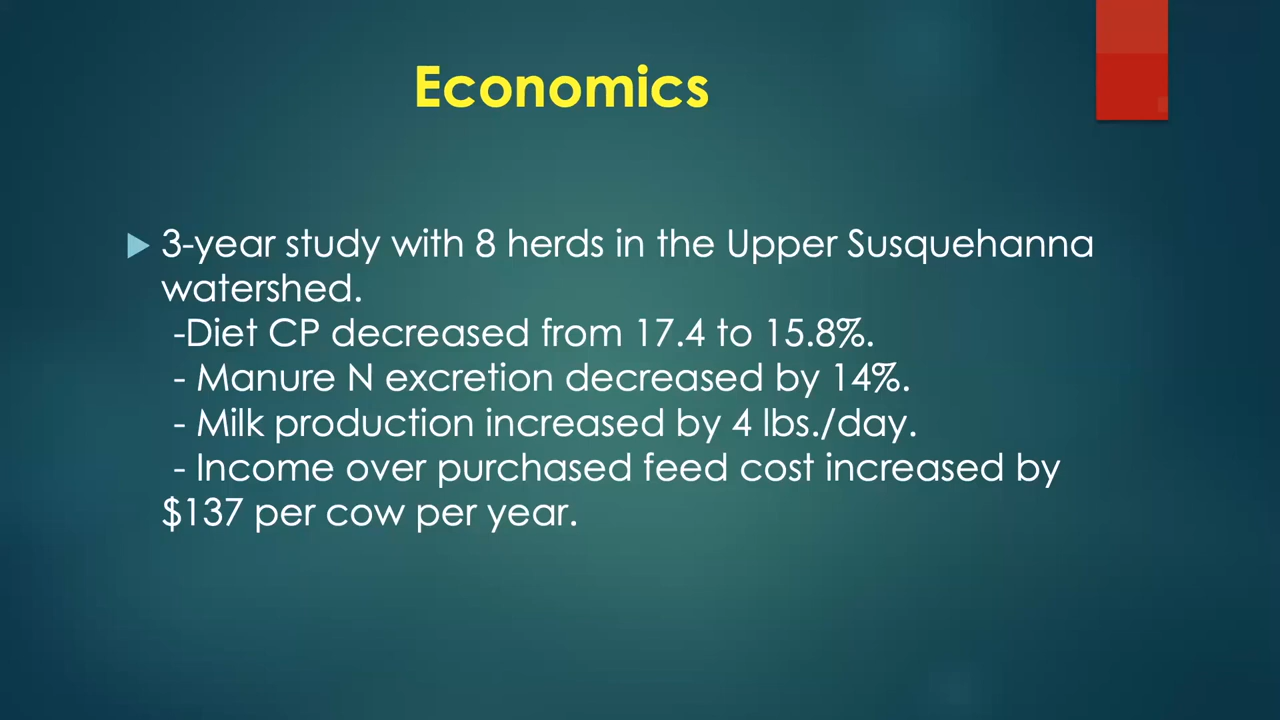 Economics
3-year study with 8 herds in the Upper Susquehanna
watershed.
-Diet CP decreased from 17.4 to 15.8%.
- Manure N excretion decreased by 14%.
- Milk production increased by 4 lbs./day.
- Income over purchased feed cost increased by
$137 per cow per year.